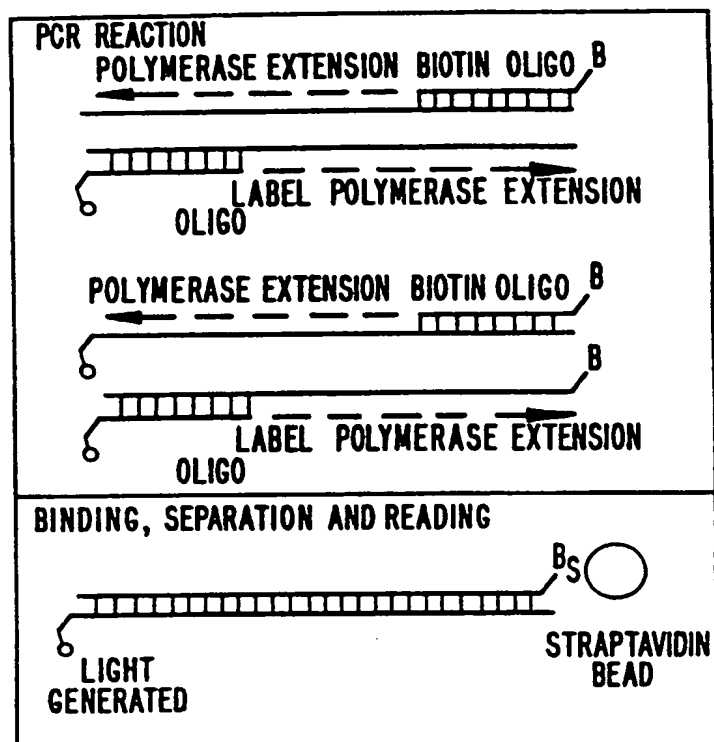 PCR REACTION
POLYMERASE EXTENSION BIOTIN OLIGO B
LABEL POLYMERASE EXTENSION
OLIGO
POLYMERASE EXTENSION BIOTIN OLIGO B
B
LABEL POLYMERASE EXTENSION
OLIGO
BINDING, SEPARATION AND READING
B S
LIGHT
GENERATED
STRAPTAVIDIN
BEAD